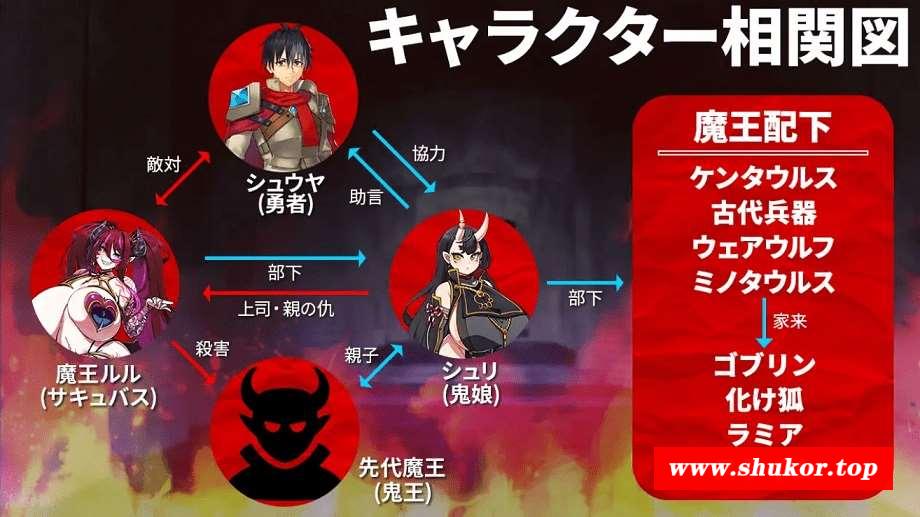 キャラクター相関図
シュウヤ
(勇者)
敵対
協力
助言
魔王ルル
(サキュバス)
部下
上司・親の仇
シュリ
(鬼娘)
部下
殺害
親子
先代魔王
(鬼王)
魔王配下
ケンタウルス
古代兵器
ウェアウルフ
ミノタウルス
家来
ゴブリン
化け狐
ラミア
www.shukor.top